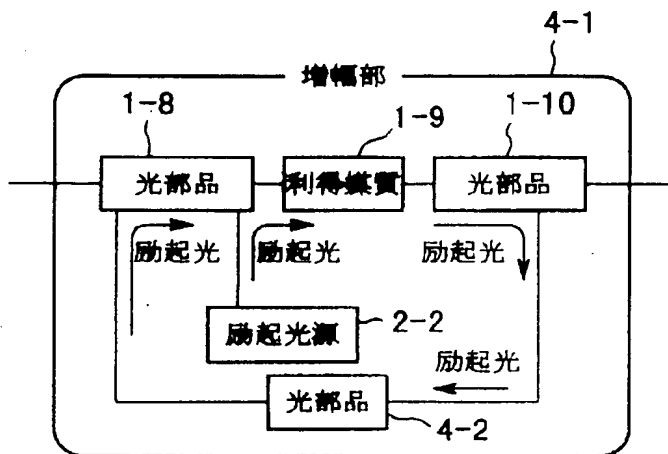 4-1
増幅部
1-8
1-9
1-10
光部品
利得媒質
光部品
励起光
励起光
励起光
励起光源
2-2
励起光
光部品
4-2